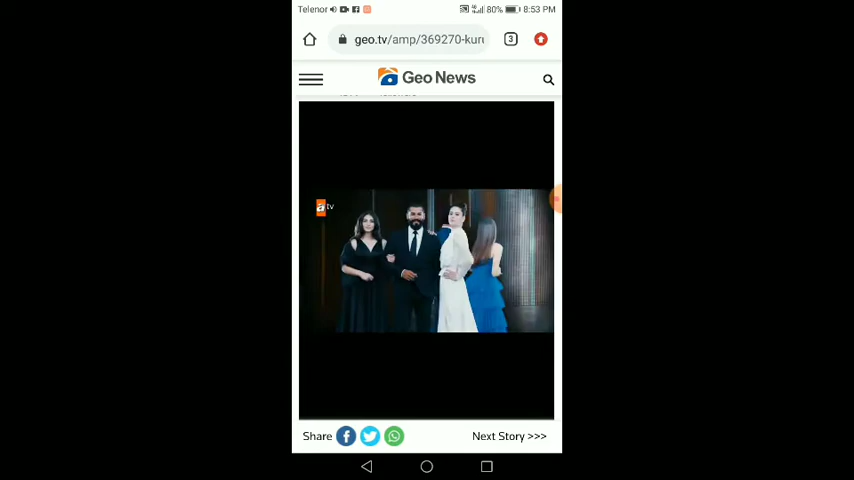 Telenor 80% 8:53 PM
geo.tv/amp/369270-kuru 3
Geo News
atv
Share Next Story >>>